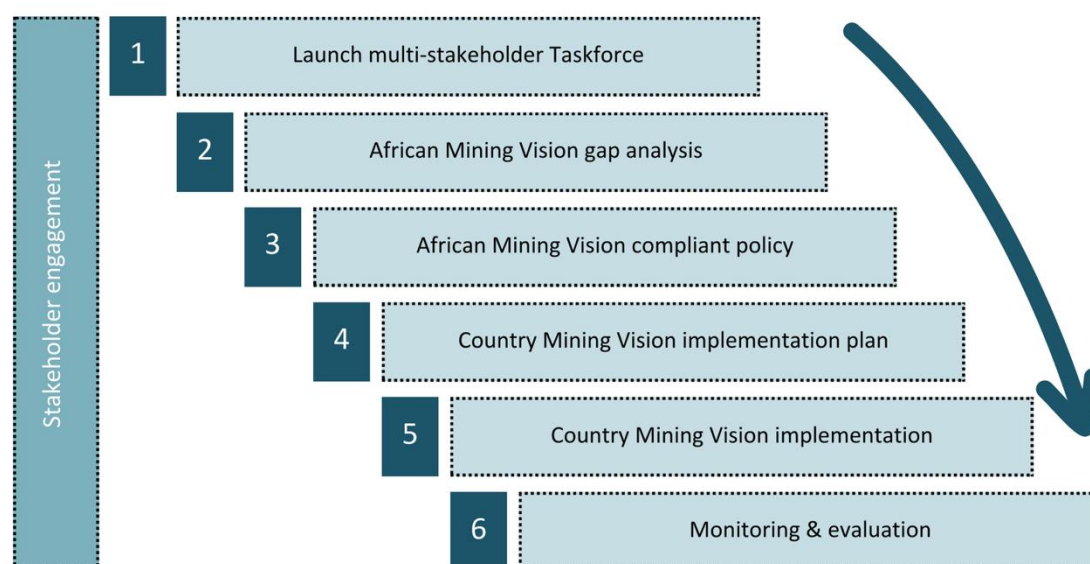 Stakeholder engagement
1
Launch multi-stakeholder Taskforce
2
African Mining Vision gap analysis
3
African Mining Vision compliant policy
4
Country Mining Vision implementation plan
5
Country Mining Vision implementation
6
Monitoring & evaluation